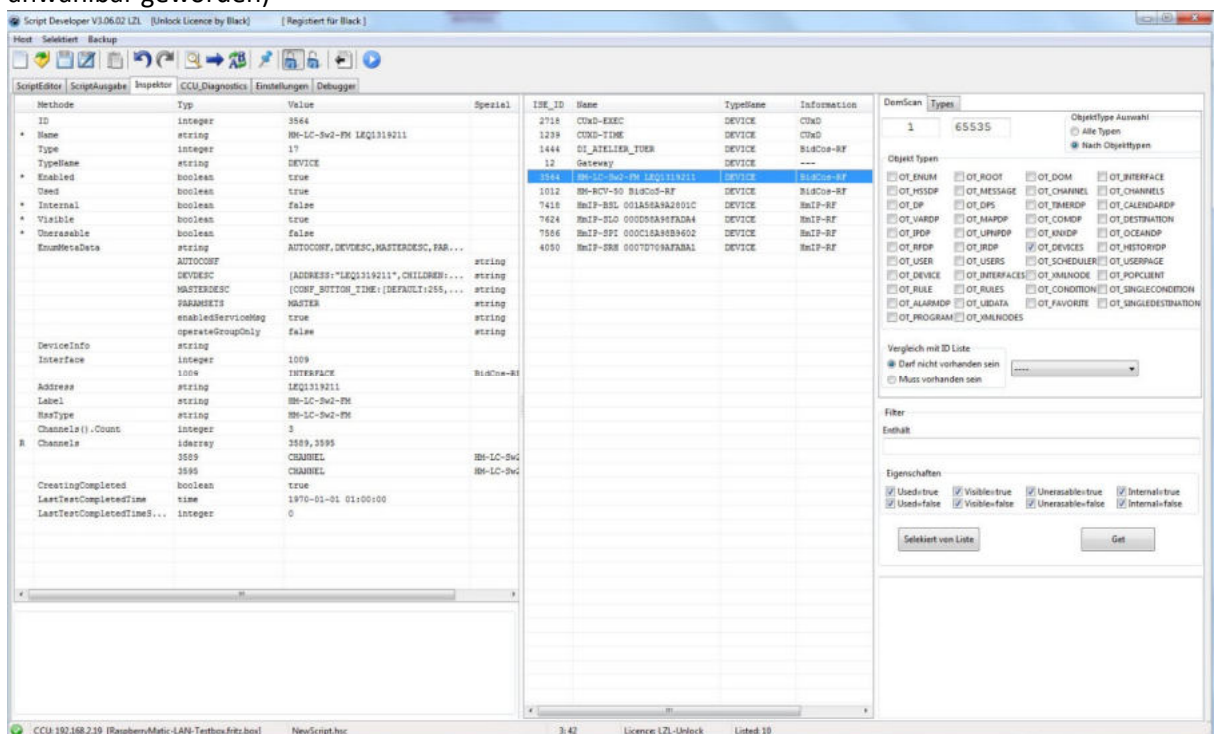 anwählbar geworden)
Script Developer V3.06.02 LZL [Unlock Licence by Black] [ Registiert für Black ]
Host Selektiert Backup
ScriptEditor ScriptAusgabe Inspektor CCU_Diagnostics Einstellungen Debugger
Methode Typ Value Spezial
ID integer 3564
* Name string HM-LC-Sw2-FM LEQ1319211
Type integer 17
TypeName string DEVICE
* Enabled boolean true
Used boolean true
* Internal boolean false
* Visible boolean true
* Unerasable boolean false
EnumMetaData string AUTOCONF,DEVDESC,MASTERDESC,PAR...
AUTOCONF string
DEVDESC {ADDRESS:"LEQ1319211",CHILDREN:... string
MASTERDESC {CONF_BUTTON_TIME:{DEFAULT:255,... string
PARAMSETS MASTER string
enabledServiceMsg true string
operateGroupOnly false string
DeviceInfo string
Interface integer 1009
1009 INTERFACE BidCos-RF
Address string LEQ1319211
Label string HM-LC-Sw2-FM
HssType string HM-LC-Sw2-FM
Channels().Count integer 3
R Channels idarray 3589,3595
3589 CHANNEL HM-LC-Sw2
3595 CHANNEL HM-LC-Sw2
CreatingCompleted boolean true
LastTestCompletedTime time 1970-01-01 01:00:00
LastTestCompletedTimeS... integer 0
ISE_ID Name TypeName Information
2718 CUxD-EXEC DEVICE CUxD
1239 CUXD-TIME DEVICE CUxD
1444 DI_ATELIER_TUER DEVICE BidCos-RF
12 Gateway DEVICE ---
3564 HM-LC-Sw2-FM LEQ1319211 DEVICE BidCos-RF
1012 HM-RCV-50 BidCoS-RF DEVICE BidCos-RF
7418 HmIP-BSL 001A58A9A2801C DEVICE HmIP-RF
7624 HmIP-SLO 000D58A98FADA4 DEVICE HmIP-RF
7586 HmIP-SPI 000C18A98B9602 DEVICE HmIP-RF
4050 HmIP-SRH 0007D709AFABA1 DEVICE HmIP-RF
DomScan Types
1 65535
ObjektType Auswahl
Alle Typen
Nach Objekttypen
Objekt Typen
OT_ENUM OT_ROOT OT_DOM OT_INTERFACE
OT_HSSDP OT_MESSAGE OT_CHANNEL OT_CHANNELS
OT_DP OT_DPS OT_TIMERDP OT_CALENDARDP
OT_VARDP OT_MAPDP OT_COMDP OT_DESTINATION
OT_IPDP OT_UPNPDP OT_KNXDP OT_OCEANDP
OT_RFDP OT_IRDP OT_DEVICES OT_HISTORYDP
OT_USER OT_USERS OT_SCHEDULER OT_USERPAGE
OT_DEVICE OT_INTERFACES OT_XMLNODE OT_POPCLIENT
OT_RULE OT_RULES OT_CONDITION OT_SINGLECONDITION
OT_ALARMDP OT_UIDATA OT_FAVORITE OT_SINGLEDESTINATION
OT_PROGRAM OT_XMLNODES
Vergleich mit ID Liste
Darf nicht vorhanden sein ----
Muss vorhanden sein
Filter
Enthält
Eigenschaften
Used=true Visible=true Unerasable=true Internal=true
Used=false Visible=false Unerasable=false Internal=false
Selekiert von Liste Get
CCU: 192.168.2.19 [RaspberryMatic-LAN-Testbox.fritz.box] NewScript.hsc 3: 42 Licence: LZL-Unlock Listed: 10